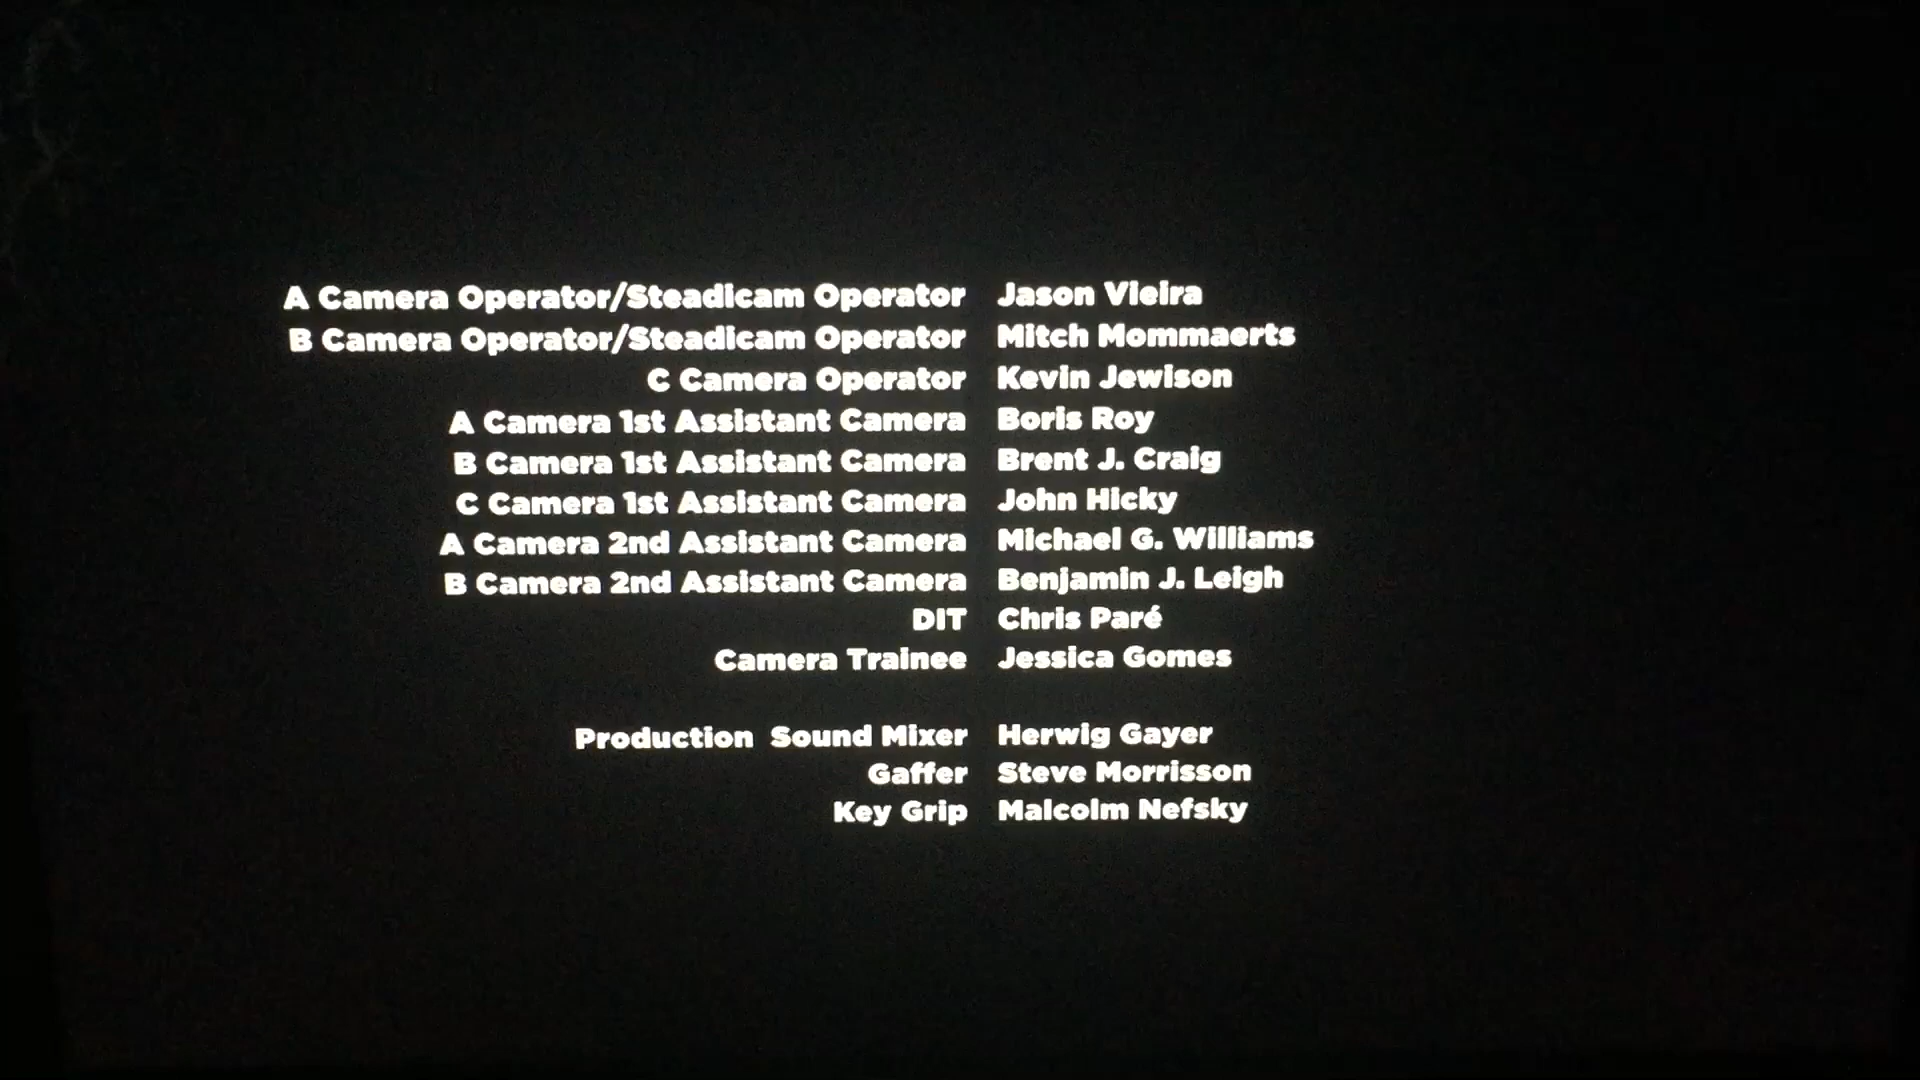 A Camera Operator/Steadicam Operator Jason Vieira
B Camera Operator/Steadicam Operator Mitch Mommaerts
C Camera Operator Kevin Jewison
A Camera 1st Assistant Camera Boris Roy
B Camera 1st Assistant Camera Brent J. Craig
C Camera 1st Assistant Camera John Hicky
A Camera 2nd Assistant Camera Michael G. Williams
B Camera 2nd Assistant Camera Benjamin J. Leigh
DIT Chris Paré
Camera Trainee Jessica Gomes
Production Sound Mixer Herwig Gayer
Gaffer Steve Morrisson
Key Grip Malcolm Nefsky